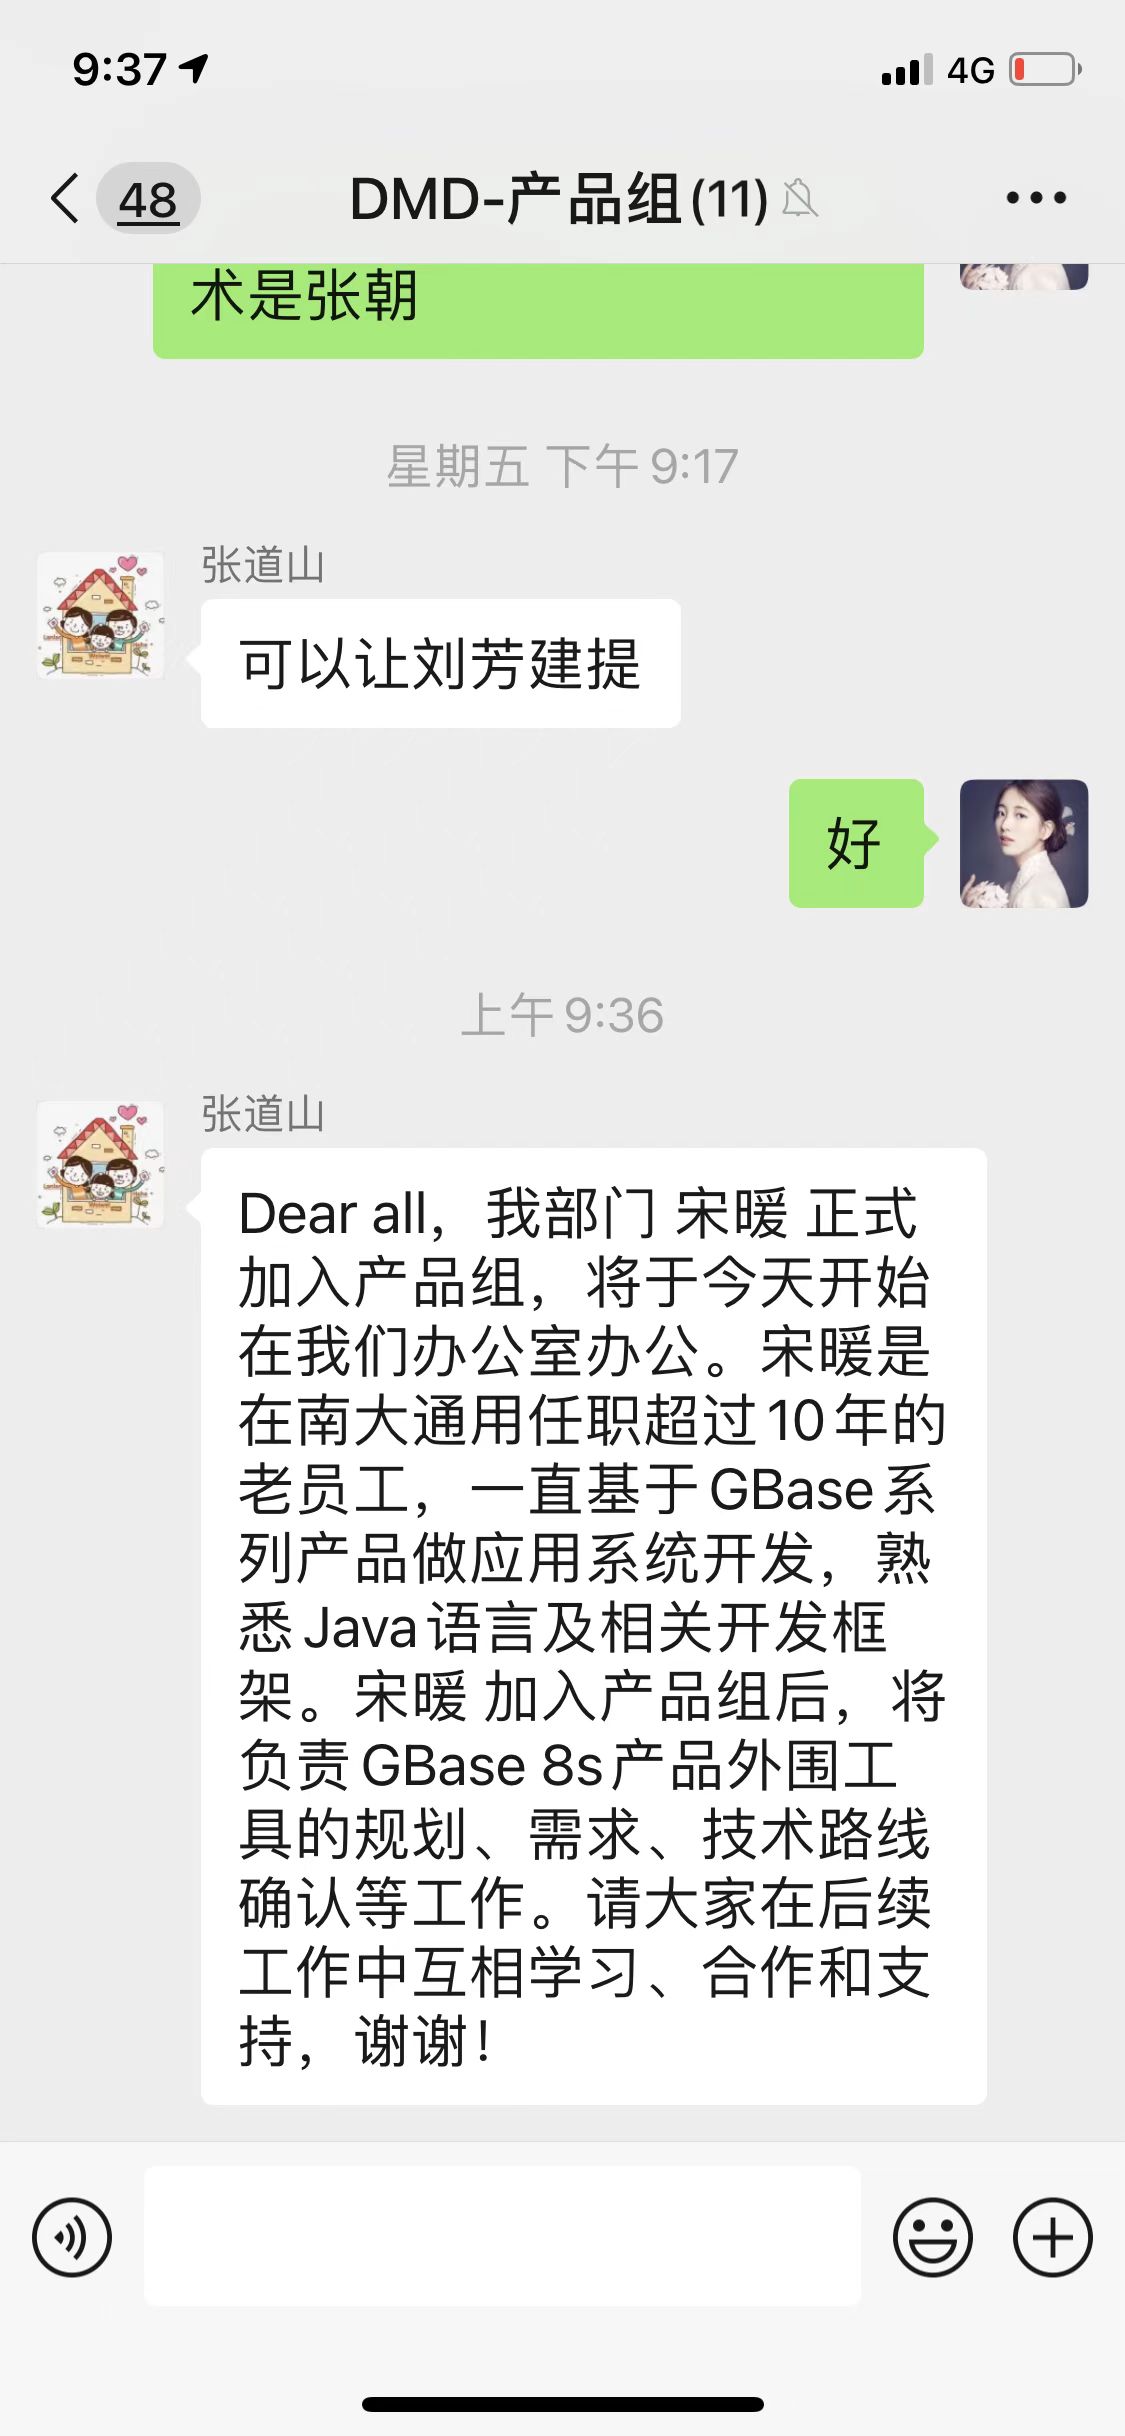 9:37
4G
48
DMD-产品组(11)
术是张朝
星期五 下午 9:17
张道山
可以让刘芳建提
好
上午 9:36
张道山
Dear all，我部门 宋暖 正式
加入产品组，将于今天开始
在我们办公室办公。宋暖是
在南大通用任职超过10年的
老员工，一直基于GBase系
列产品做应用系统开发，熟
悉Java语言及相关开发框
架。宋暖 加入产品组后，将
负责GBase 8s产品外围工
具的规划、需求、技术路线
确认等工作。请大家在后续
工作中互相学习、合作和支
持，谢谢！